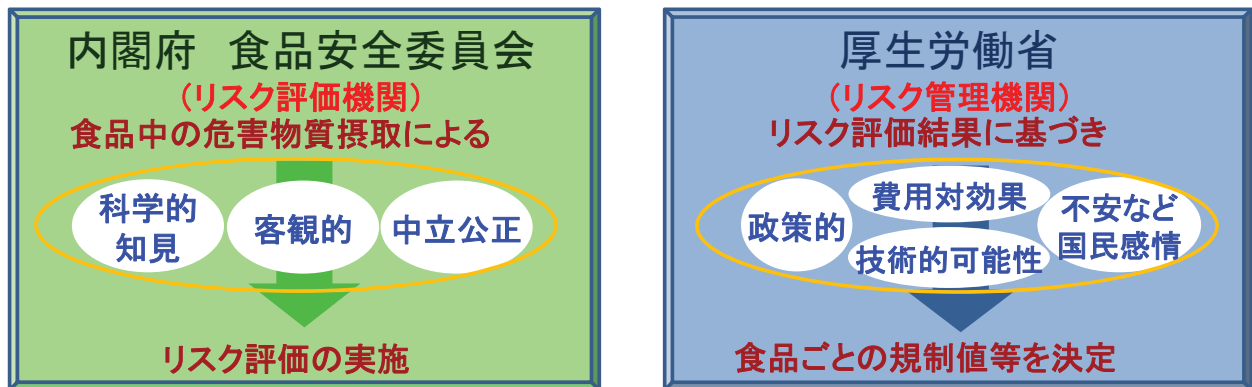 内閣府　食品安全委員会
(リスク評価機関)
食品中の危害物質摂取による
科学的
知見
客観的
中立公正
リスク評価の実施
厚生労働省
(リスク管理機関)
リスク評価結果に基づき
政策的
費用対効果
技術的可能性
不安など
国民感情
食品ごとの規制値等を決定